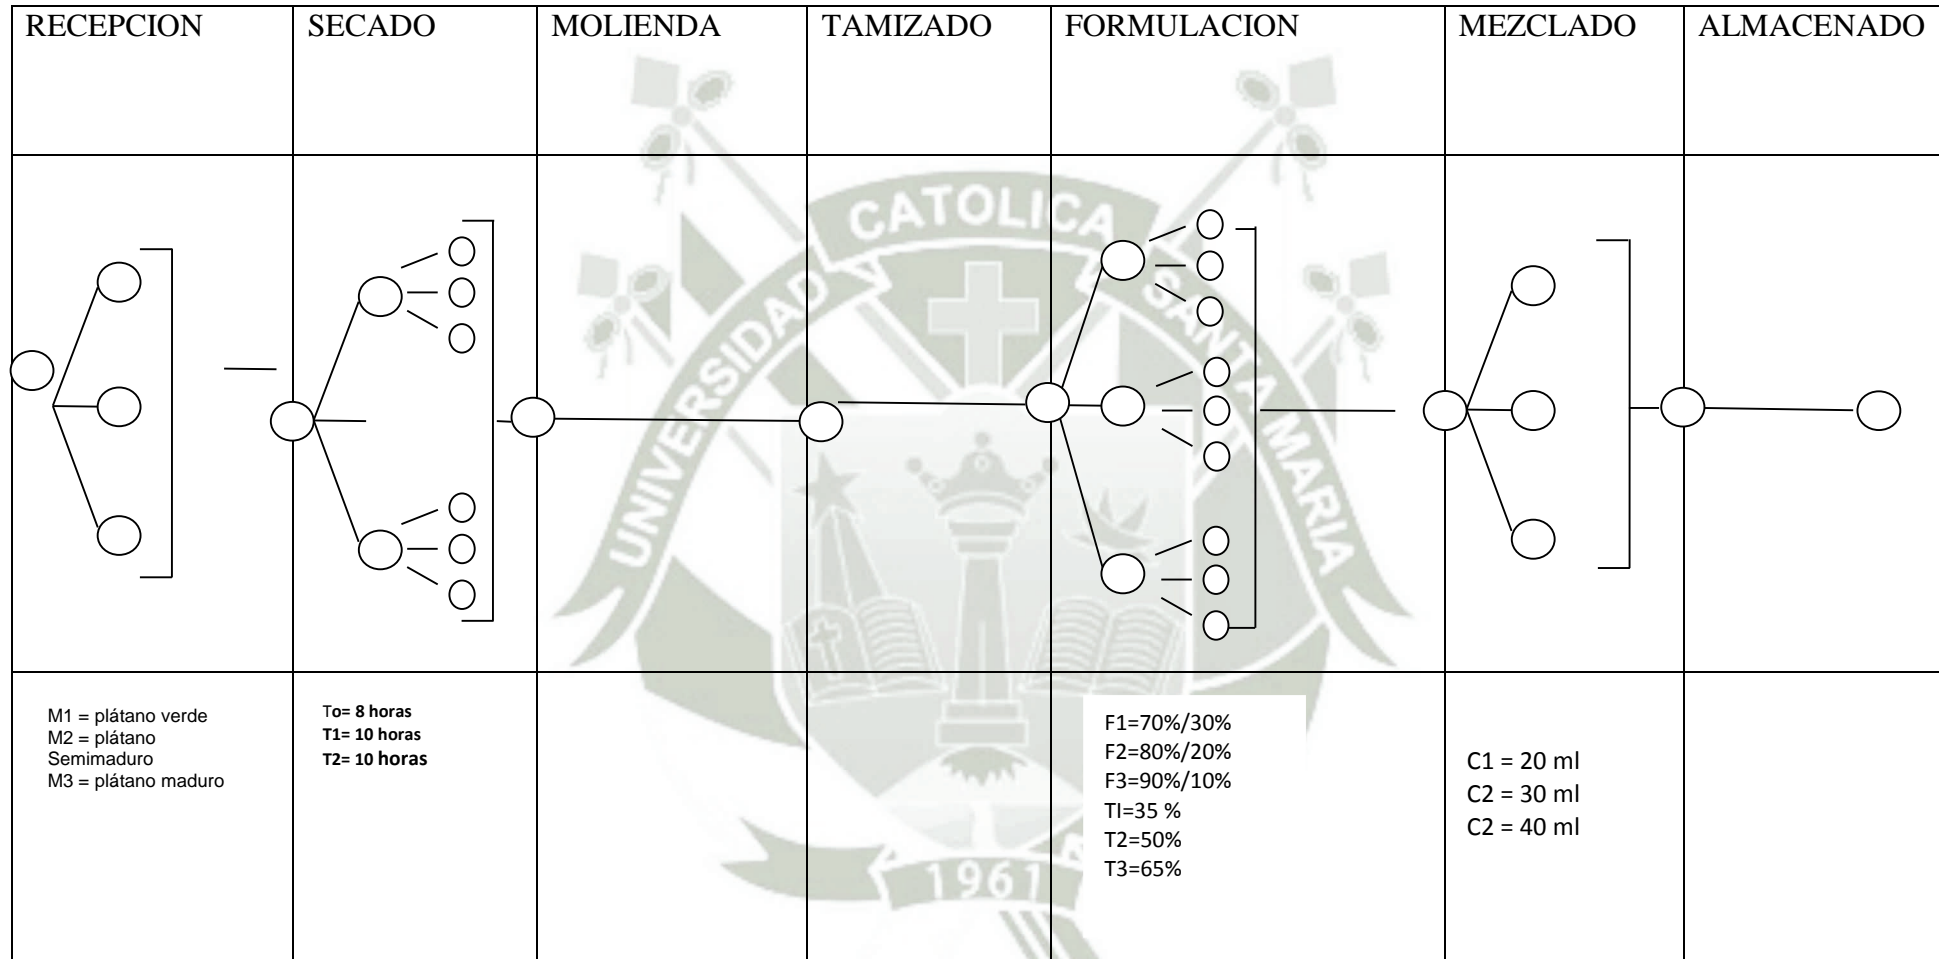 RECEPCION
SECADO
MOLIENDA
TAMIZADO
FORMULACION
MEZCLADO
ALMACENADO
UNIVERSIDAD CATOLICA SANTA MARIA
1961
M1 = plátano verde
M2 = plátano
Semimaduro
M3 = plátano maduro
To= 8 horas
T1= 10 horas
T2= 10 horas
F1=70%/30%
F2=80%/20%
F3=90%/10%
TI=35 %
T2=50%
T3=65%
C1 = 20 ml
C2 = 30 ml
C2 = 40 ml